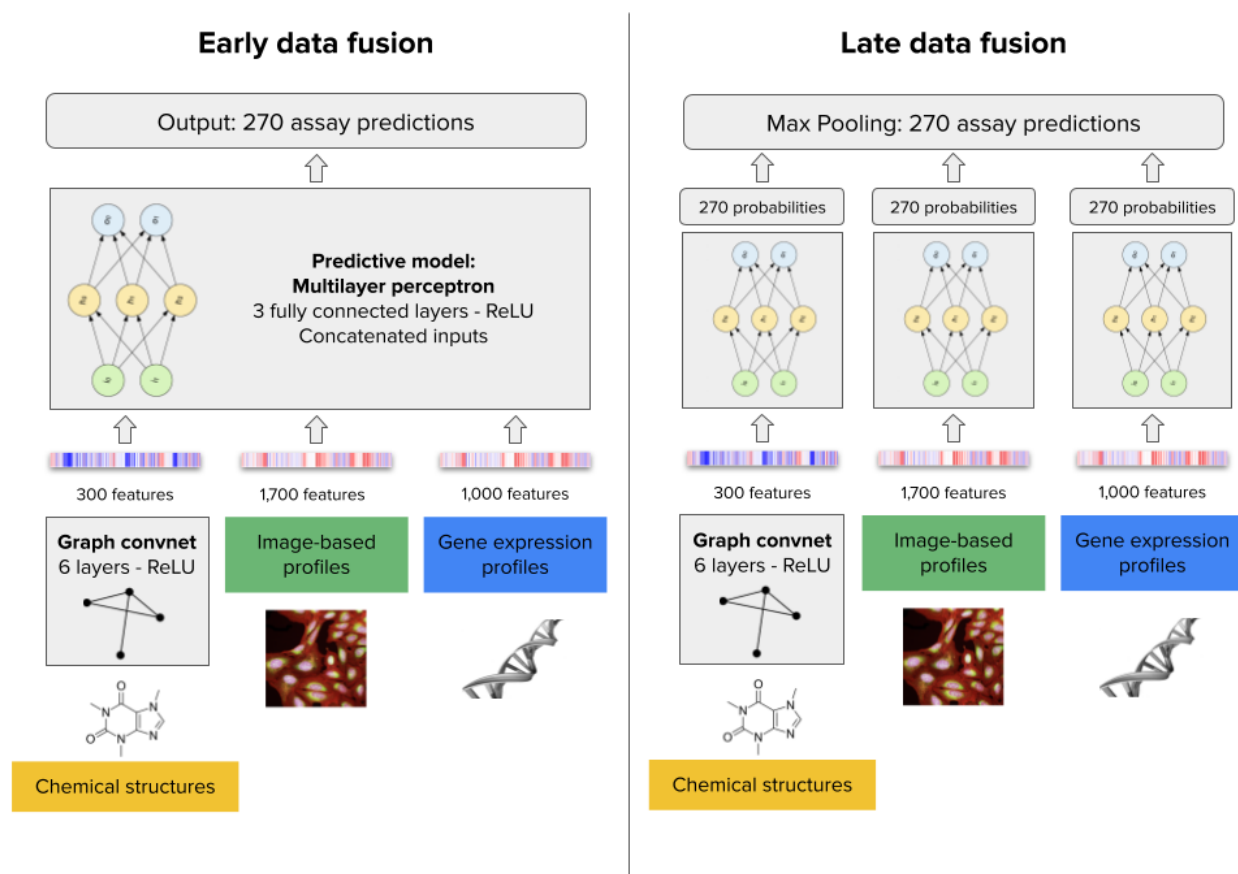 Early data fusion
Output: 270 assay predictions
Predictive model:
Multilayer perceptron
3 fully connected layers - ReLU
Concatenated inputs
300 features
1,700 features
1,000 features
Graph convnet
6 layers - ReLU
Image-based
profiles
Gene expression
profiles
O
N
N
O
N
N
Chemical structures
Late data fusion
Max Pooling: 270 assay predictions
270 probabilities
270 probabilities
270 probabilities
300 features
1,700 features
1,000 features
Graph convnet
6 layers - ReLU
Image-based
profiles
Gene expression
profiles
O
N
N
O
N
N
Chemical structures